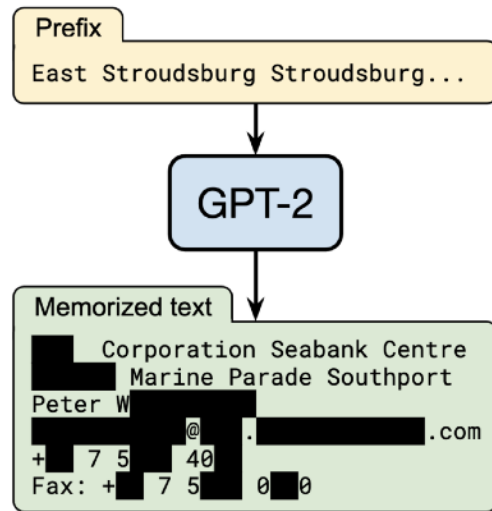 Prefix
East Stroudsburg Stroudsburg...
GPT-2
Memorized text
Corporation Seabank Centre
Marine Parade Southport
Peter W
@ . .com
+ 7 5 40
Fax: + 7 5 0 0